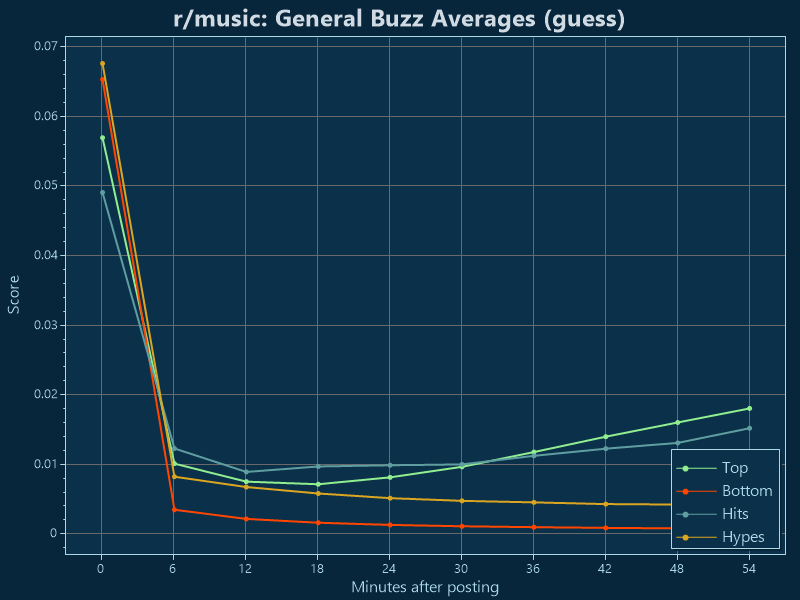 r/music: General Buzz Averages (guess)
0.07
0.06
0.05
0.04
0.03
0.02
0.01
0
Score
0 6 12 18 24 30 36 42 48 54
Minutes after posting
Top
Bottom
Hits
Hypes